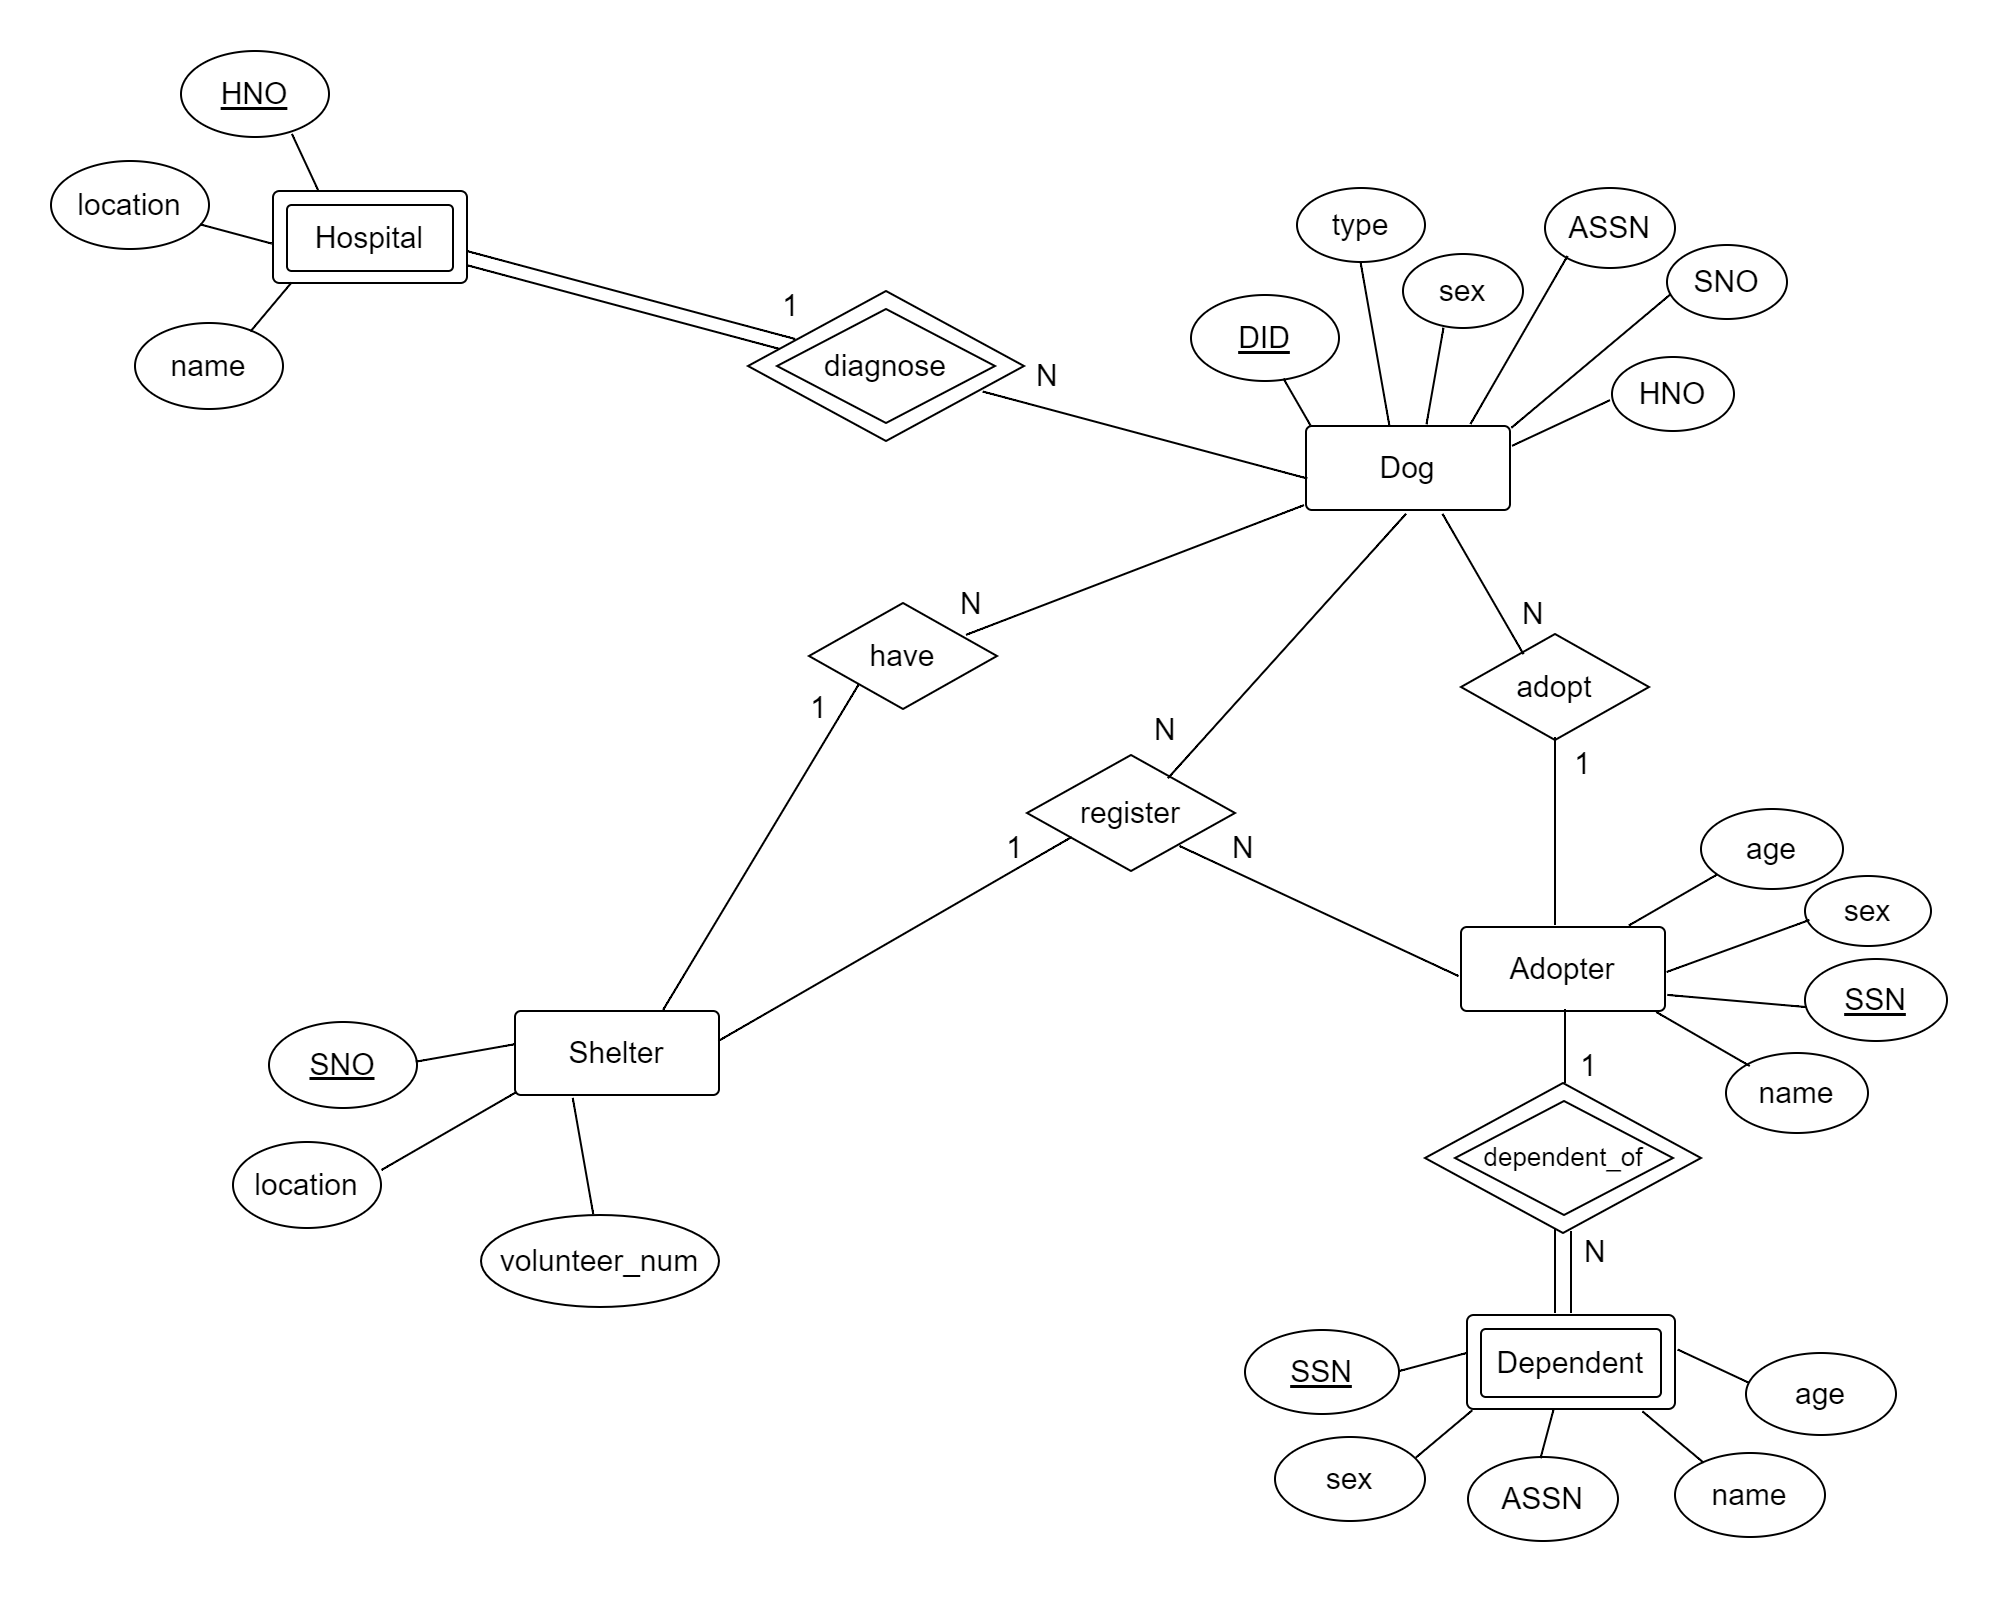 HNO
location
Hospital
name
1
diagnose
N
type
ASSN
sex
SNO
DID
HNO
Dog
N
have
1
N
adopt
1
N
register
1
N
age
sex
Adopter
SSN
name
1
Shelter
SNO
location
volunteer_num
dependent_of
N
SSN
Dependent
age
sex
ASSN
name